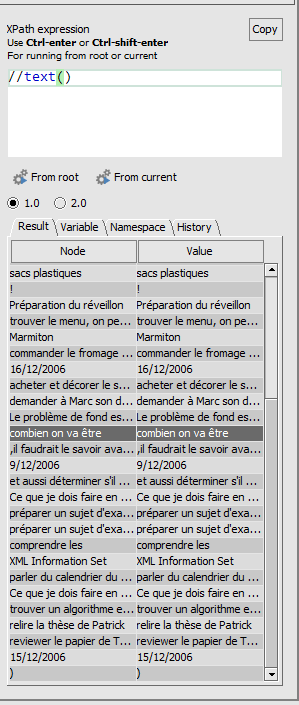 XPath expression Copy
Use Ctrl-enter or Ctrl-shift-enter
For running from root or current
//text()
From root From current
1.0 2.0
Result Variable Namespace History
Node Value
sacs plastiques sacs plastiques
! !
Préparation du réveillon Préparation du réveillon
trouver le menu, on pe... trouver le menu, on pe...
Marmiton Marmiton
commander le fromage ... commander le fromage ...
16/12/2006 16/12/2006
acheter et décorer le s... acheter et décorer le s...
demander à Marc son d... demander à Marc son d...
Le problème de fond es... Le problème de fond es...
combien on va être combien on va être
,il faudrait le savoir ava... ,il faudrait le savoir ava...
9/12/2006 9/12/2006
et aussi déterminer s'il ... et aussi déterminer s'il ...
Ce que je dois faire en ... Ce que je dois faire en ...
préparer un sujet d'exa... préparer un sujet d'exa...
préparer un sujet d'exa... préparer un sujet d'exa...
comprendre les comprendre les
XML Information Set XML Information Set
parler du calendrier du ... parler du calendrier du ...
Ce que je dois faire en ... Ce que je dois faire en ...
trouver un algorithme e... trouver un algorithme e...
relire la thèse de Patrick relire la thèse de Patrick
reviewer le papier de T... reviewer le papier de T...
15/12/2006 15/12/2006
) )